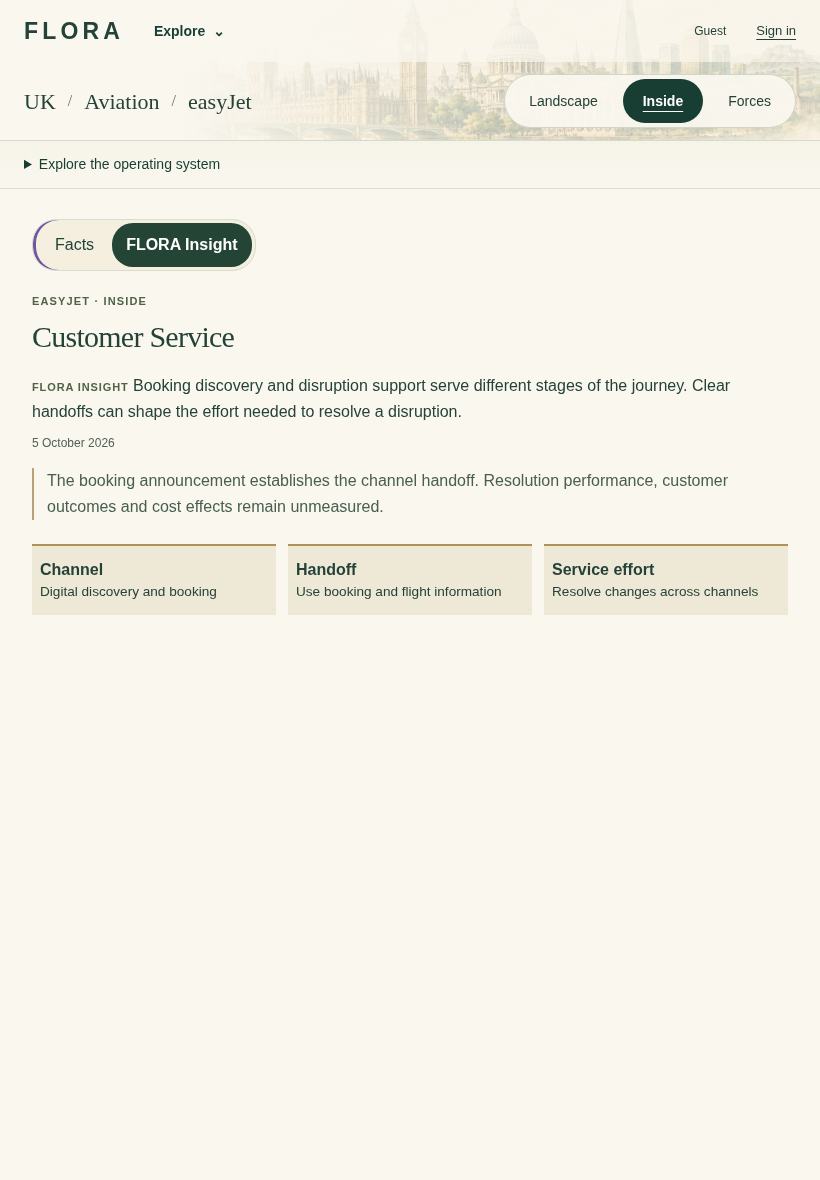 FLORA
Explore
Guest
Sign in
UK / Aviation / easyJet
Landscape
Inside
Forces
Explore the operating system
Facts
FLORA Insight
EASYJET · INSIDE
Customer Service
FLORA INSIGHT Booking discovery and disruption support serve different stages of the journey. Clear
handoffs can shape the effort needed to resolve a disruption.
5 October 2026
The booking announcement establishes the channel handoff. Resolution performance, customer
outcomes and cost effects remain unmeasured.
Channel
Digital discovery and booking
Handoff
Use booking and flight information
Service effort
Resolve changes across channels